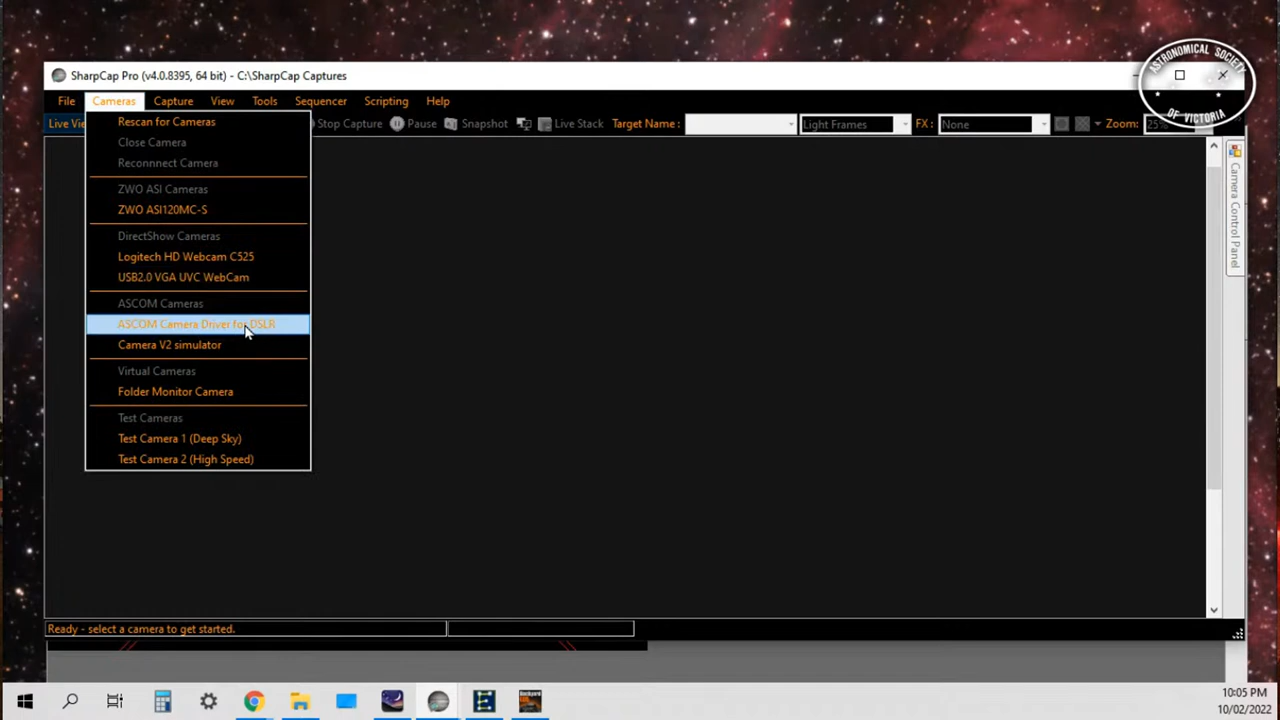 SharpCap Pro (v4.0.8395, 64 bit) - C:\SharpCap Captures
ASTRONOMICAL SOCIETY
OF VICTORIA
File Cameras Capture View Tools Sequencer Scripting Help
Live Vie
Stop Capture Pause Snapshot Live Stack Target Name : Light Frames FX : None Zoom: 25%
Rescan for Cameras
Close Camera
Reconnnect Camera
ZWO ASI Cameras
ZWO ASI120MC-S
DirectShow Cameras
Logitech HD Webcam C525
USB2.0 VGA UVC WebCam
ASCOM Cameras
ASCOM Camera Driver for DSLR
Camera V2 simulator
Virtual Cameras
Folder Monitor Camera
Test Cameras
Test Camera 1 (Deep Sky)
Test Camera 2 (High Speed)
Camera Control Panel
Ready - select a camera to get started.
10:05 PM
10/02/2022